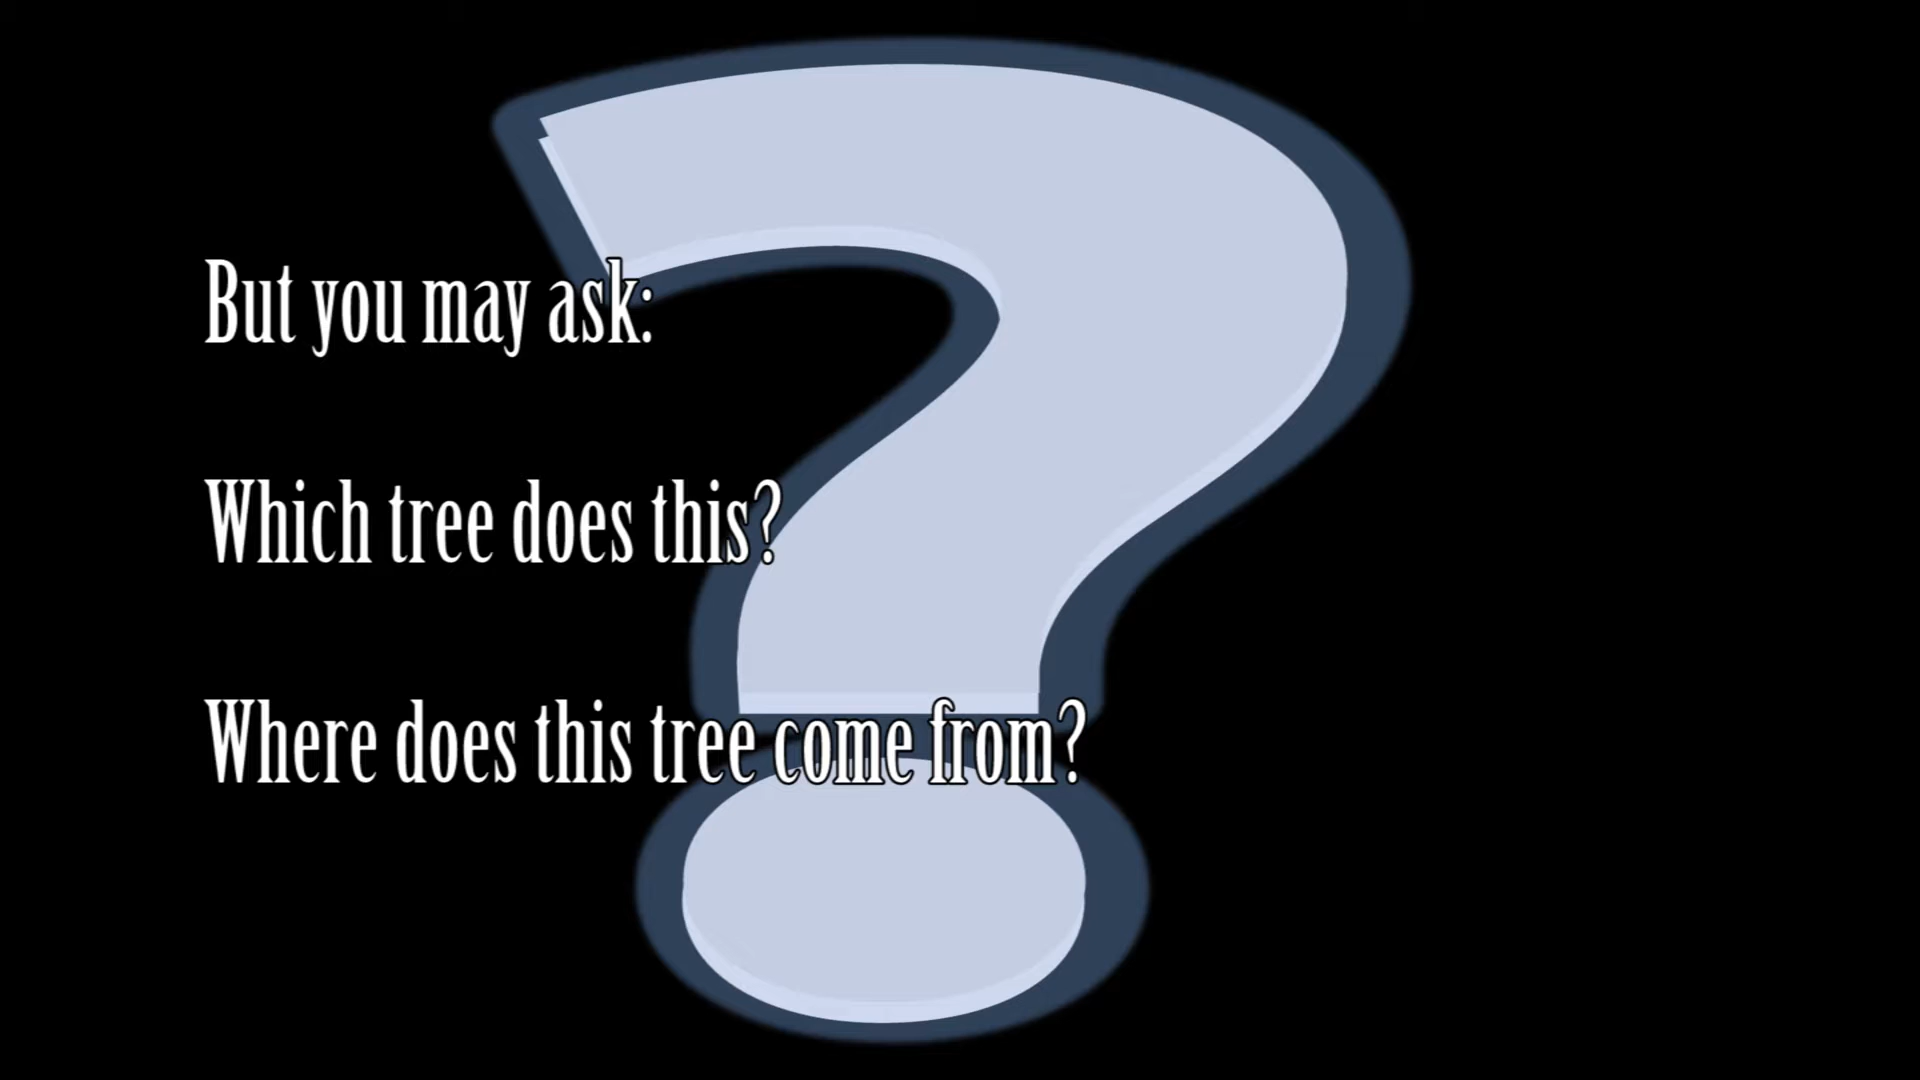 But you may ask:
Which tree does this?
Where does this tree come from?